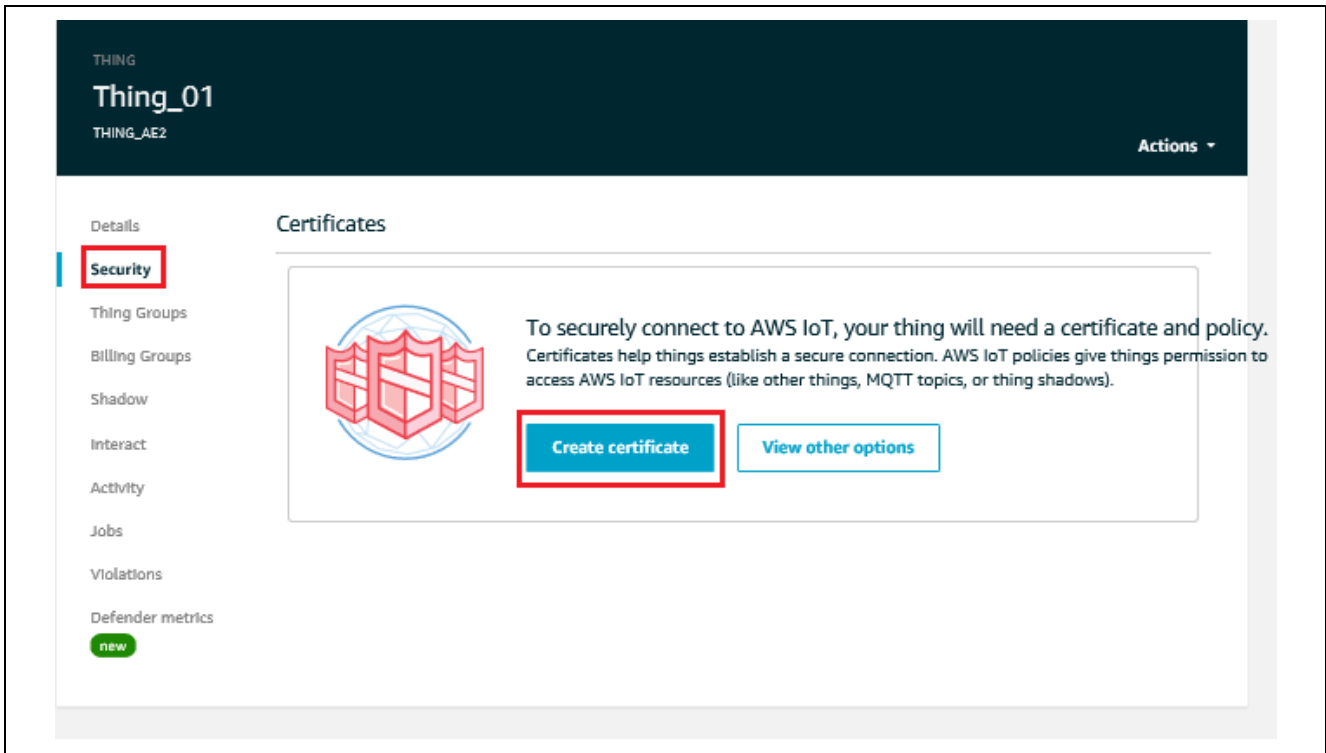 THING
Thing_01
THING_AE2
Actions
Details
Security
Thing Groups
Billing Groups
Shadow
Interact
Activity
Jobs
Violations
Defender metrics
new
Certificates
To securely connect to AWS IoT, your thing will need a certificate and policy.
Certificates help things establish a secure connection. AWS IoT policies give things permission to
access AWS IoT resources (like other things, MQTT topics, or thing shadows).
Create certificate
View other options